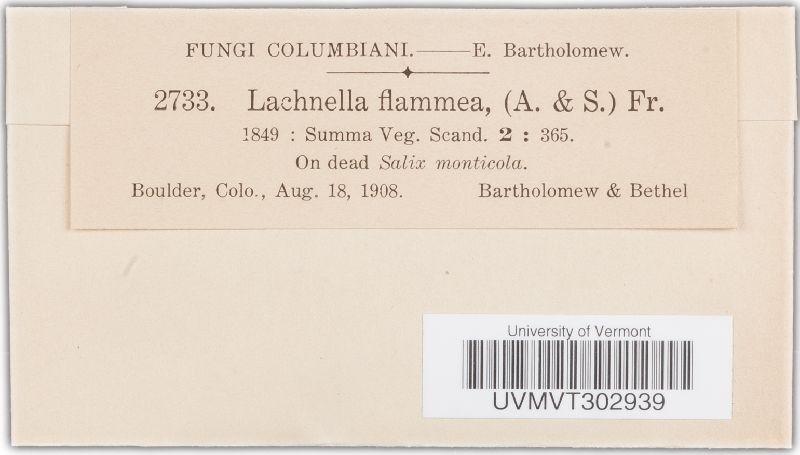 FUNGI COLUMBIANI.——E. Bartholomew.
2733. Lachnella flammea, (A. & S.) Fr.
1849 : Summa Veg. Scand. 2 : 365.
On dead Salix monticola.
Boulder, Colo., Aug. 18, 1908. Bartholomew & Bethel
University of Vermont
UVMVT302939